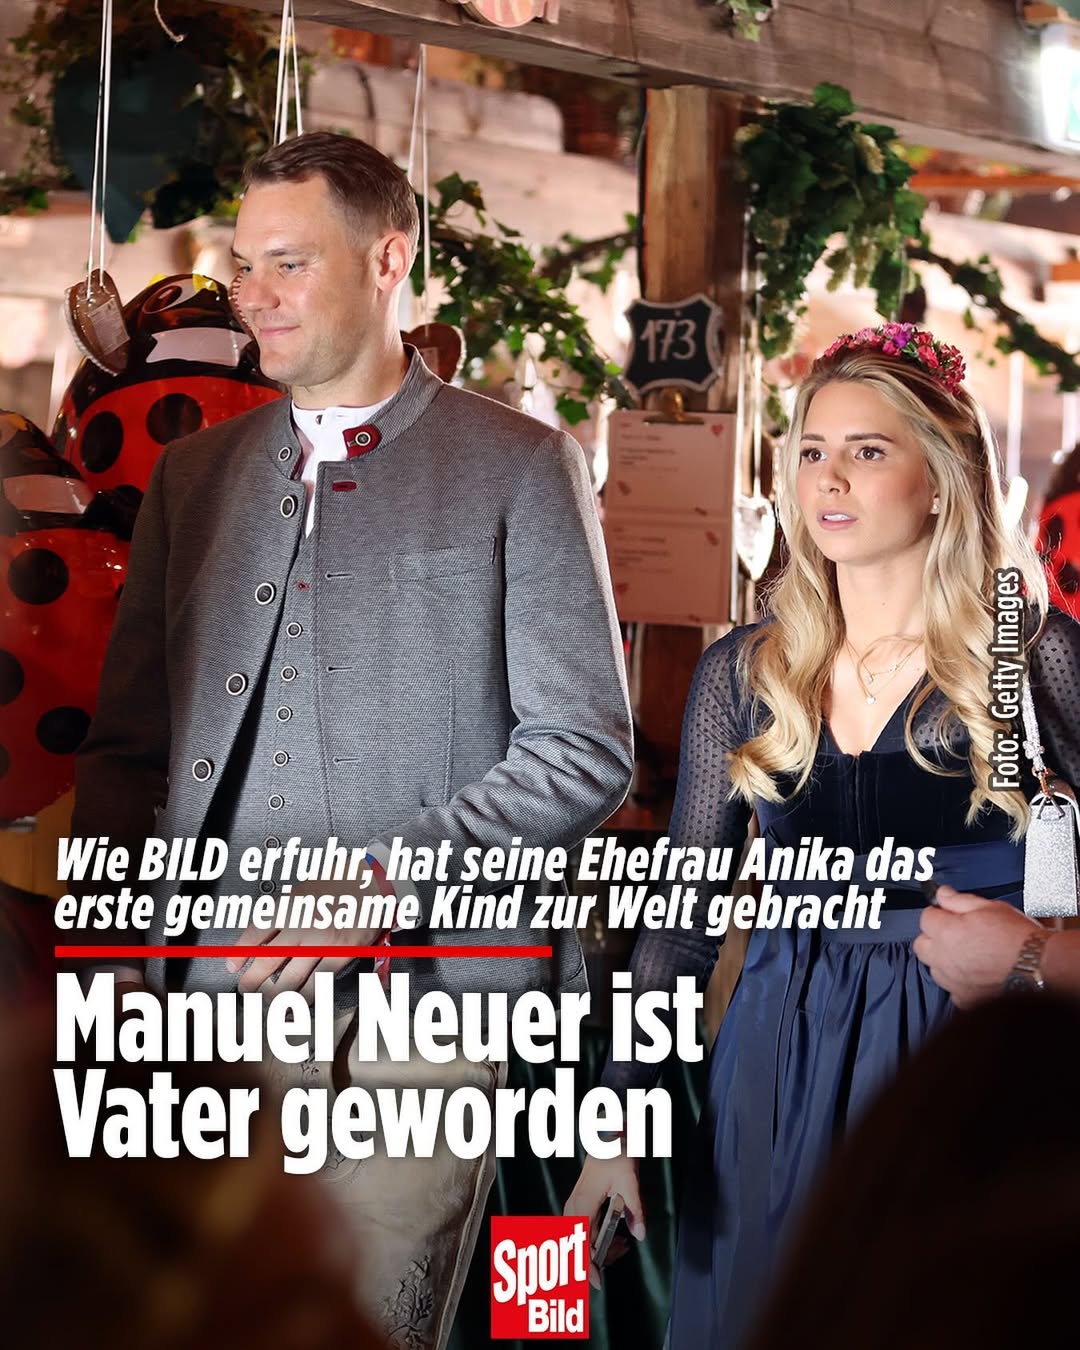 173
Foto: Getty Images
Wie BILD erfuhr, hat seine Ehefrau Anika das
erste gemeinsame Kind zur Welt gebracht
Manuel Neuer ist
Vater geworden
Sport
Bild